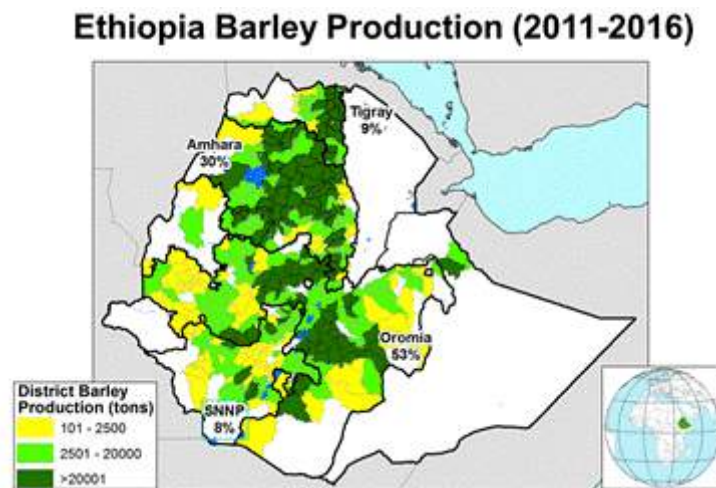 Ethiopia Barley Production (2011-2016)
Tigray
9%
Amhara
30%
Oromia
53%
SNNP
8%
District Barley
Production (tons)
101 - 2500
2501 - 20000
>20001